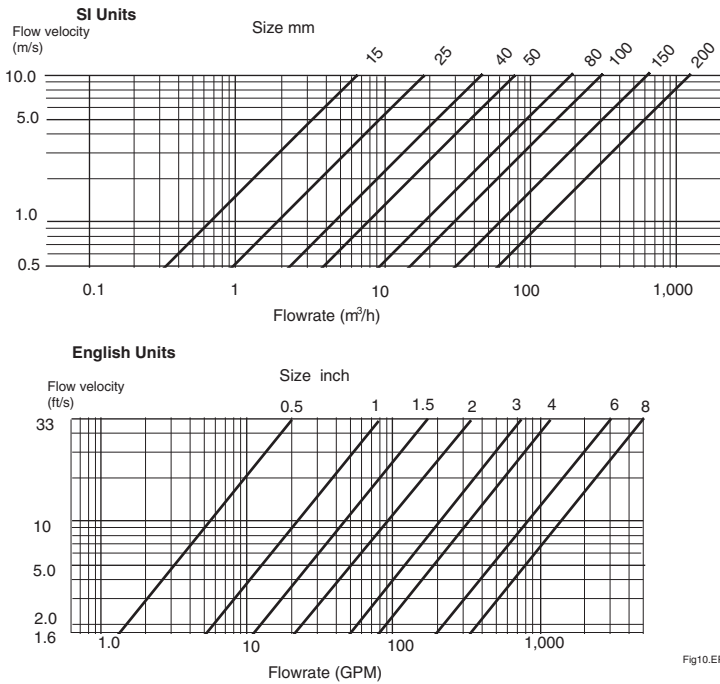 SI Units
Flow velocity
(m/s)
Size mm
15 25 40 50 80 100 150 200
10.0
5.0
1.0
0.5
0.1 1 10 100 1,000
Flowrate (m³/h)
English Units
Flow velocity
(ft/s)
Size inch
0.5 1 1.5 2 3 4 6 8
33
10
5.0
2.0
1.6
1.0 10 100 1,000
Flowrate (GPM)